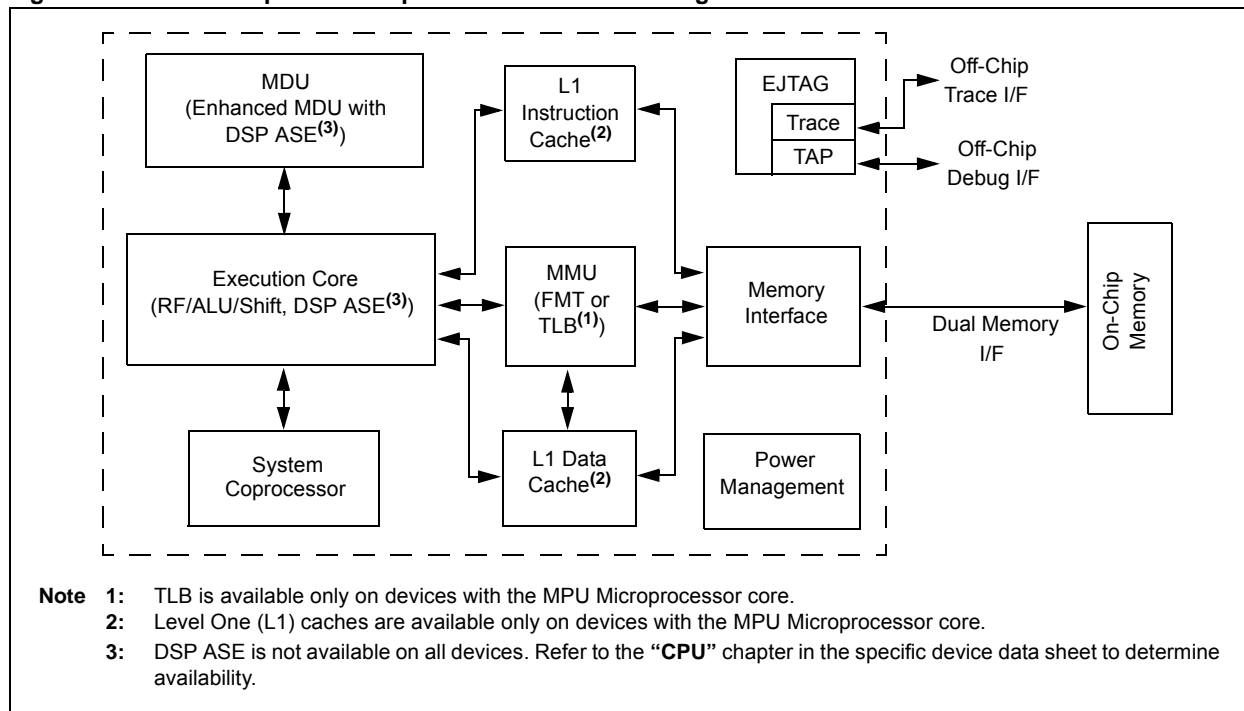 MDU
(Enhanced MDU with
DSP ASE(3))
L1
Instruction
Cache(2)
EJTAG
Trace
TAP
Off-Chip
Trace I/F
Off-Chip
Debug I/F
Execution Core
(RF/ALU/Shift, DSP ASE(3))
MMU
(FMT or
TLB(1))
Memory
Interface
Dual Memory
I/F
On-Chip
Memory
System
Coprocessor
L1 Data
Cache(2)
Power
Management
Note 1: TLB is available only on devices with the MPU Microprocessor core.
2: Level One (L1) caches are available only on devices with the MPU Microprocessor core.
3: DSP ASE is not available on all devices. Refer to the “CPU” chapter in the specific device data sheet to determine
availability.